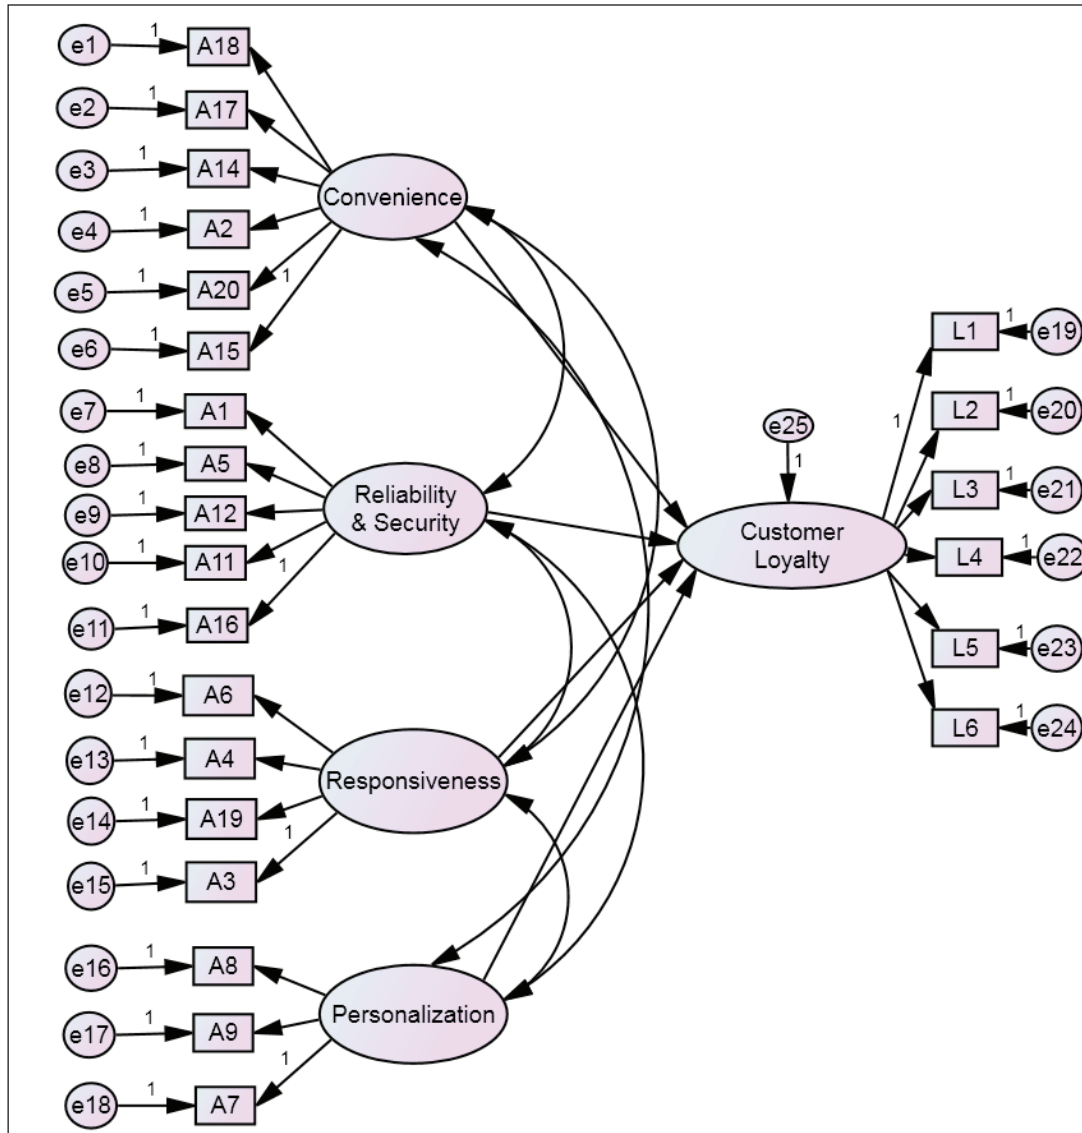 e1 1 A18
e2 1 A17
e3 1 A14
e4 1 A2
e5 1 A20
1
e6 1 A15
Convenience
e7 1 A1
e8 1 A5
e9 1 A12
e10 1 A11
1
e11 1 A16
Reliability
& Security
e12 1 A6
e13 1 A4
e14 1 A19
1
e15 1 A3
Responsiveness
e16 1 A8
e17 1 A9
1
e18 1 A7
Personalization
e25
1
Customer
Loyalty
L1 1 e19
1
L2 1 e20
L3 1 e21
L4 1 e22
L5 1 e23
L6 1 e24